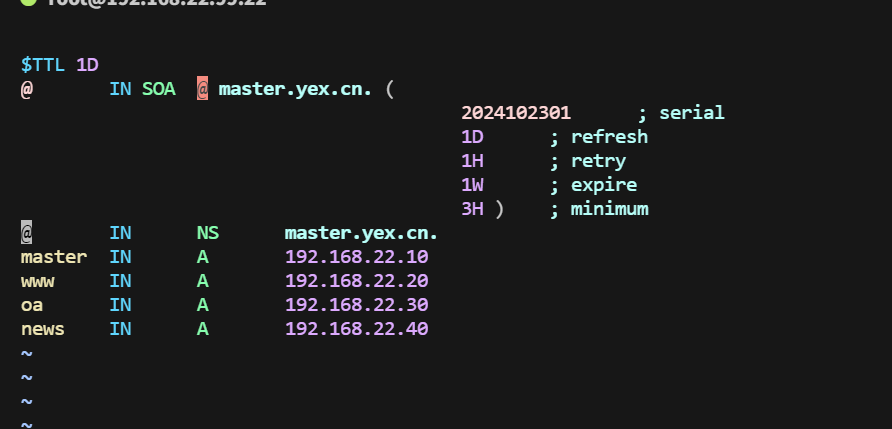 root@192.168.22.99:22
$TTL 1D
@ IN SOA @ master.yex.cn. (
2024102301 ; serial
1D ; refresh
1H ; retry
1W ; expire
3H ) ; minimum
@ IN NS master.yex.cn.
master IN A 192.168.22.10
www IN A 192.168.22.20
oa IN A 192.168.22.30
news IN A 192.168.22.40
~
~
~
~